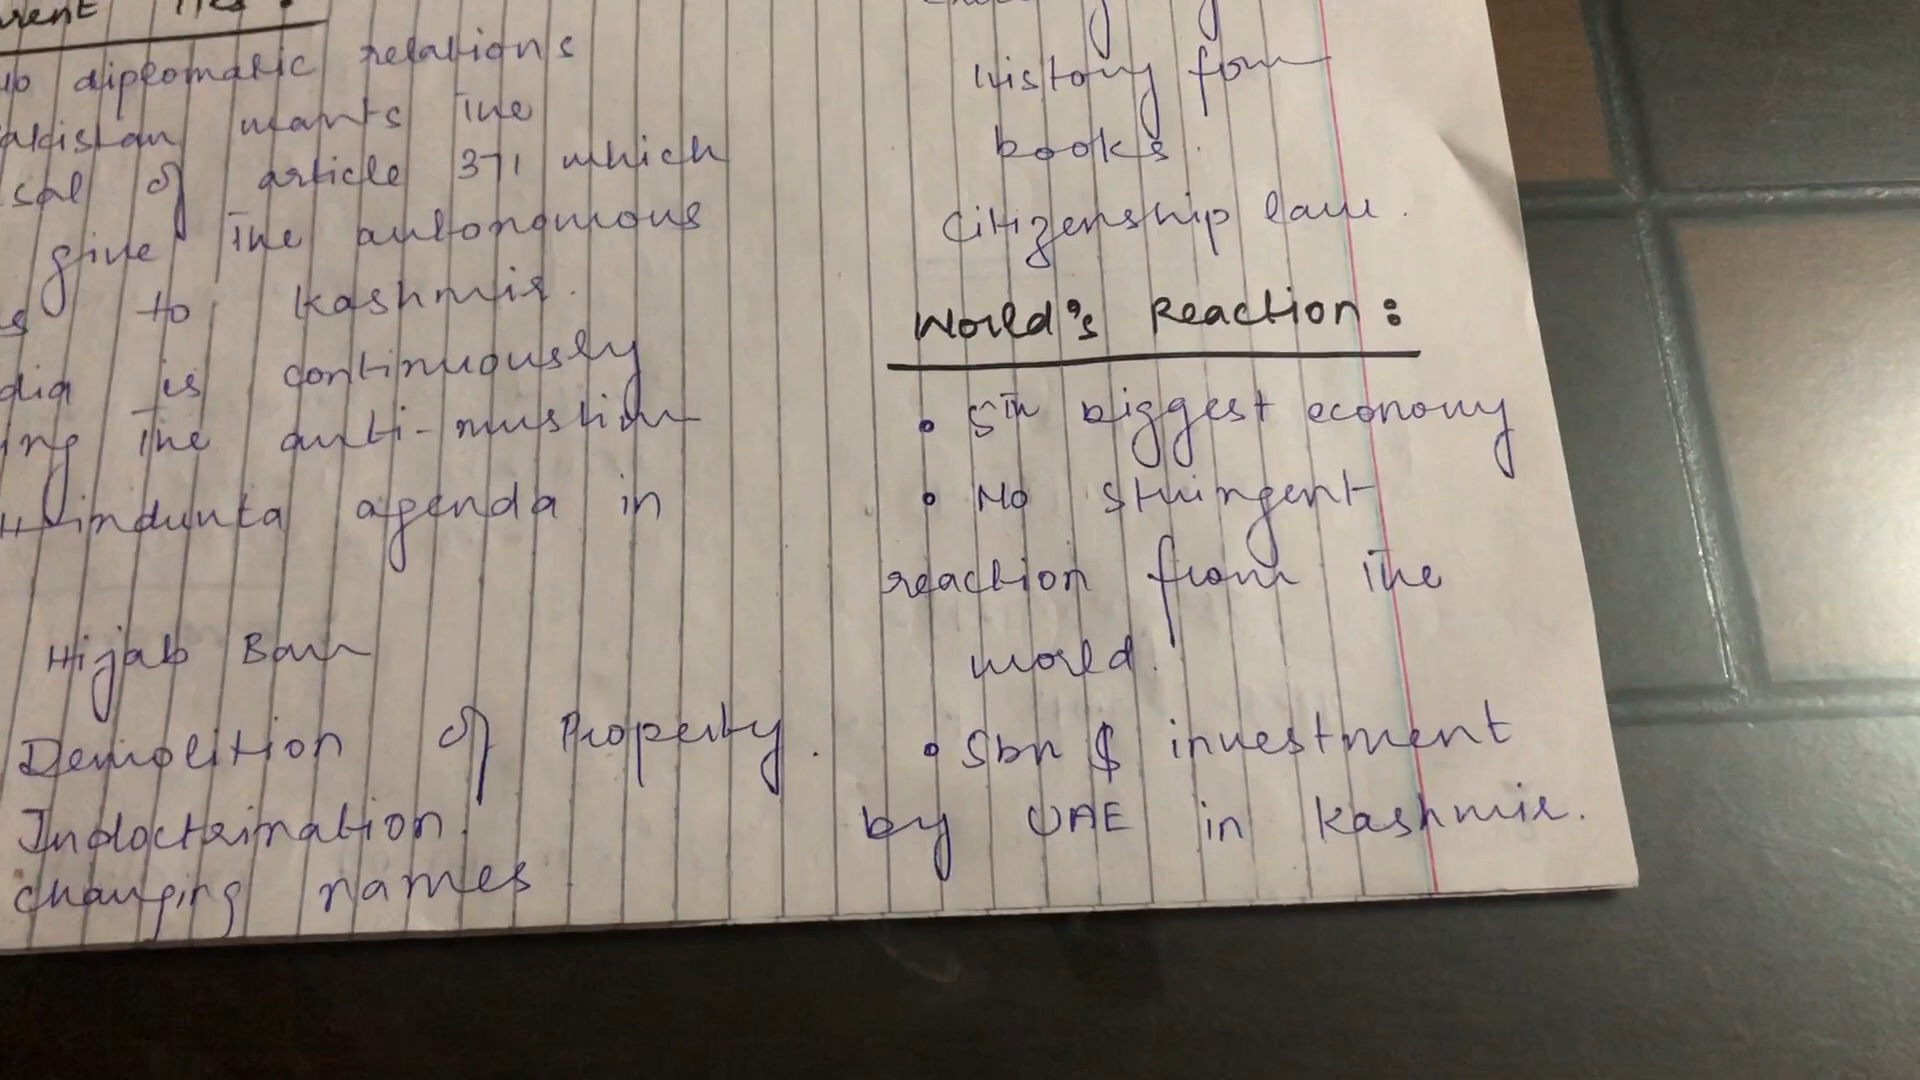 diplomatic relations
wants the
of article 371 which
give the autonomous
to Kashmir.
is continuously
the anti-muslim
Hindutva agenda in
Hijab Ban
Demolition of Property.
Indoctrination.
changing names
history from
books.
Citizenship law.
World's Reaction:
• 5th biggest economy
• No stringent
reaction from the
world.
• 5bn $ investment
by UAE in Kashmir.